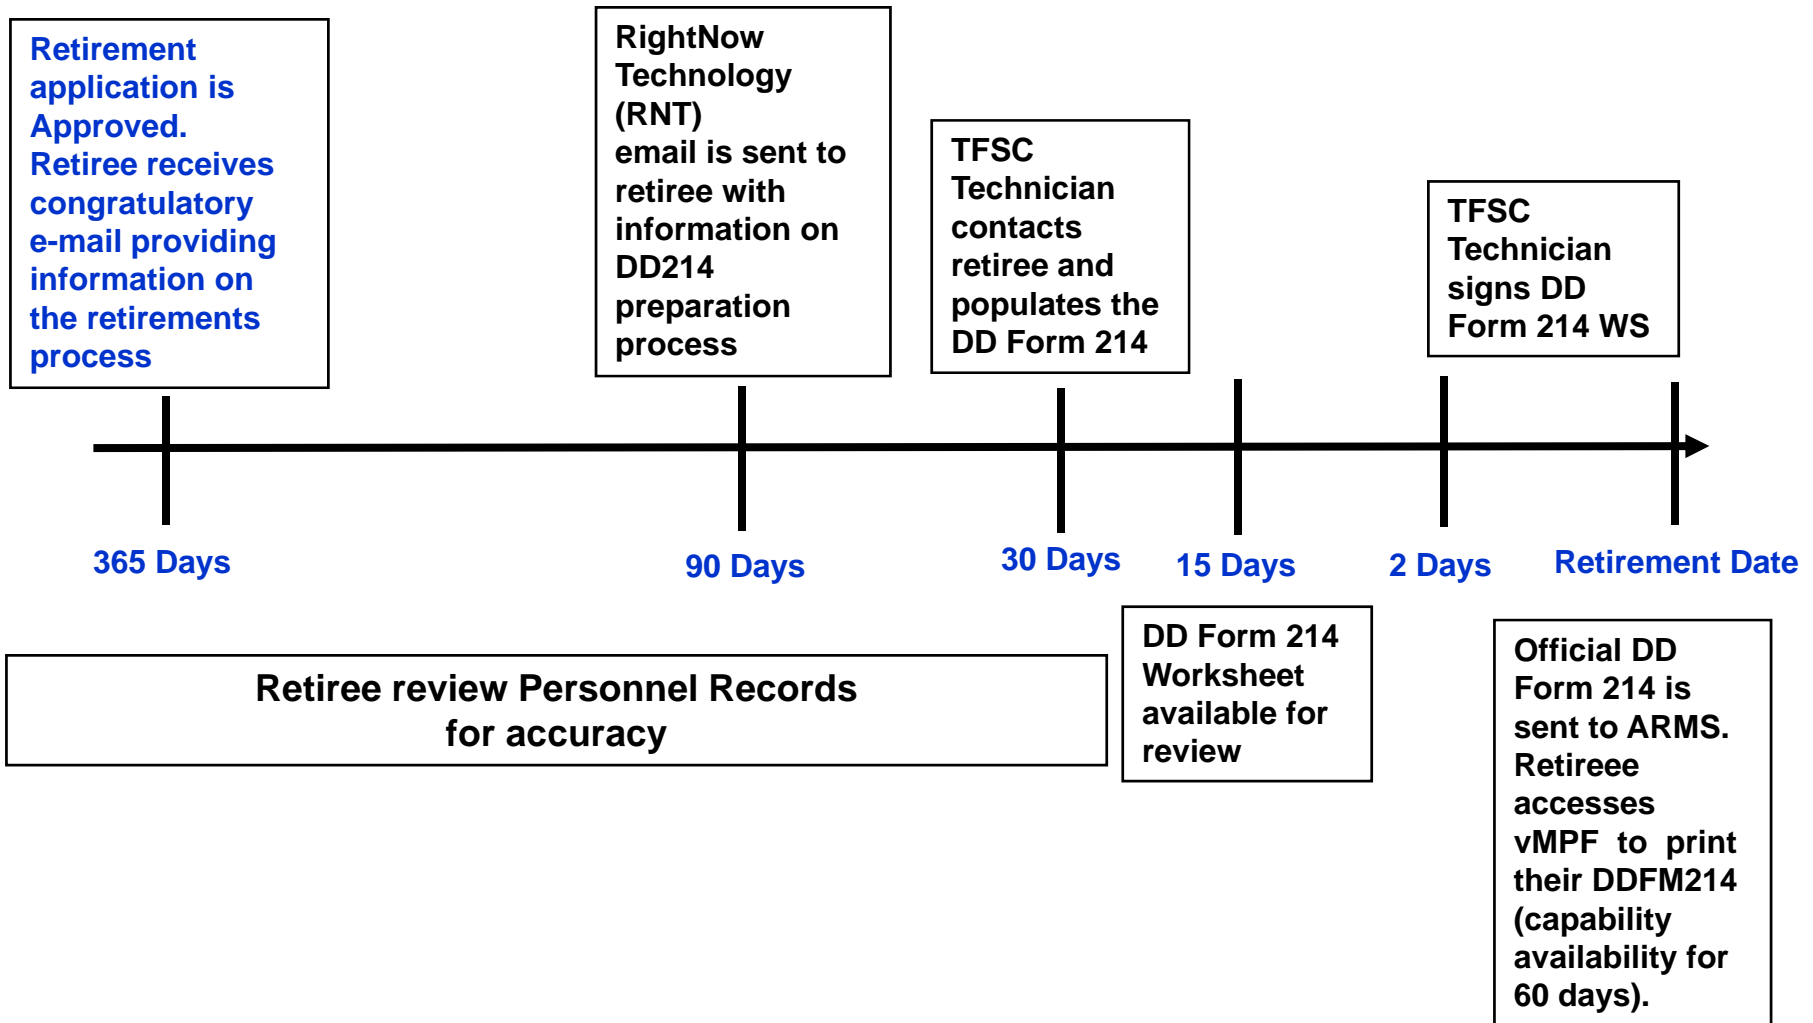 Retirement
application is
Approved.
Retiree receives
congratulatory
e-mail providing
information on
the retirements
process
RightNow
Technology
(RNT)
email is sent to
retiree with
information on
DD214
preparation
process
TFSC
Technician
contacts
retiree and
populates the
DD Form 214
TFSC
Technician
signs DD
Form 214 WS
365 Days
90 Days
30 Days
15 Days
2 Days
Retirement Date
Retiree review Personnel Records
for accuracy
DD Form 214
Worksheet
available for
review
Official DD
Form 214 is
sent to ARMS.
Retireee
accesses
vMPF to print
their DDFM214
(capability
availability for
60 days).